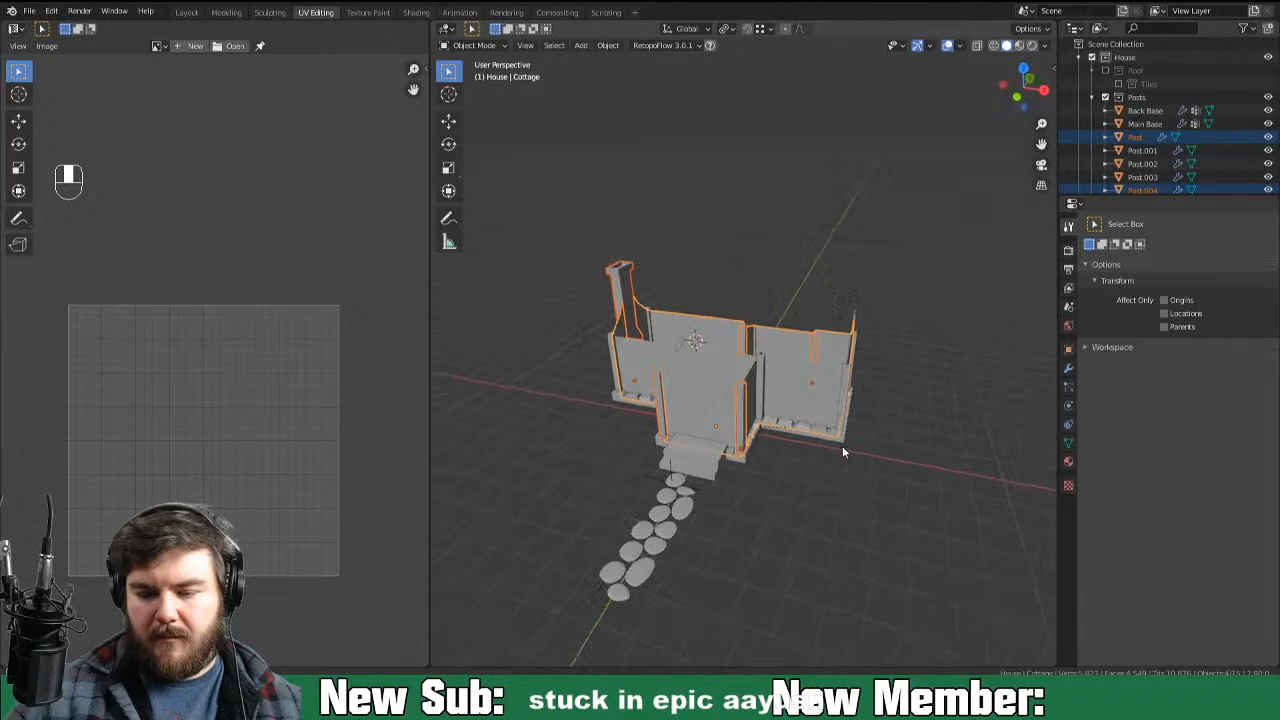 File Edit Render Window Help Layout Modeling Sculpting UV Editing Texture Paint Shading Animation Rendering Compositing Scripting + Scene View Layer
View Image New Open
Global Options
Object Mode View Select Add Object RetopoFlow 3.0.1
User Perspective
(1) House | Cottage
Z
X
Scene Collection
House
Roof
Tiles
Posts
Back Base
Main Base
Post
Post.001
Post.002
Post.003
Post.004
Select Box
Options
Transform
Affect Only Origins
Locations
Parents
Workspace
House | Cottage
New Sub: stuck in epic Now Member: